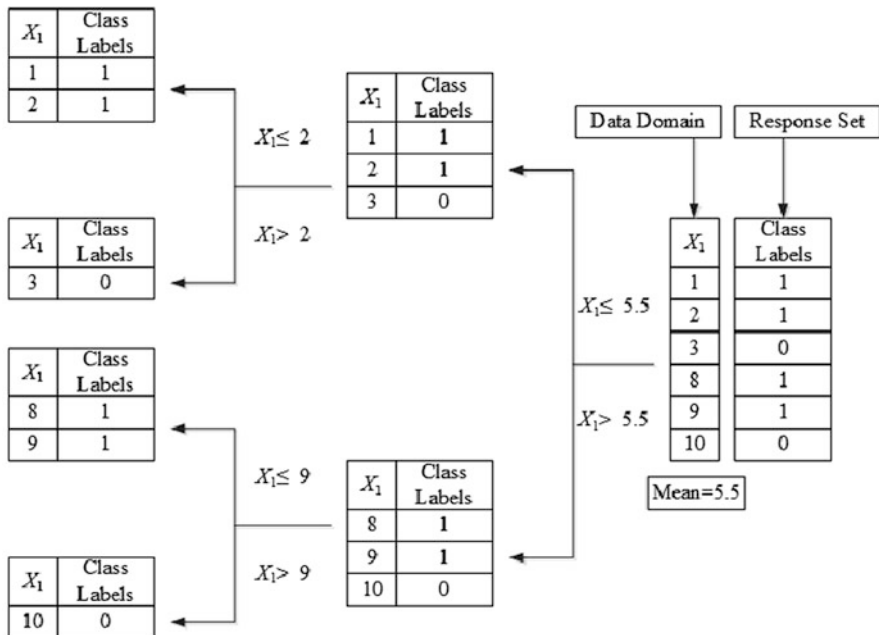 X₁ Class Labels
1 1
2 1
X₁ ≤ 2
X₁ > 2
X₁ Class Labels
3 0
X₁ Class Labels
1 1
2 1
3 0
Data Domain
Response Set
X₁ Class Labels
1 1
2 1
3 0
8 1
9 1
10 0
Mean=5.5
X₁ ≤ 5.5
X₁ > 5.5
X₁ Class Labels
8 1
9 1
X₁ ≤ 9
X₁ > 9
X₁ Class Labels
10 0
X₁ Class Labels
8 1
9 1
10 0